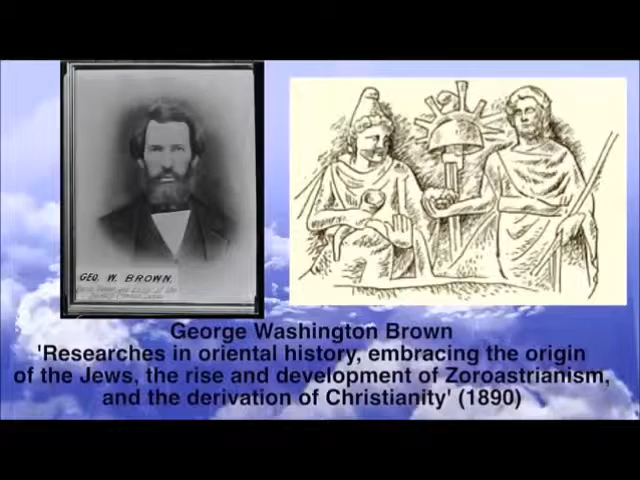 GEO. W. BROWN,
George Washington Brown
'Researches in oriental history, embracing the origin
of the Jews, the rise and development of Zoroastrianism,
and the derivation of Christianity' (1890)